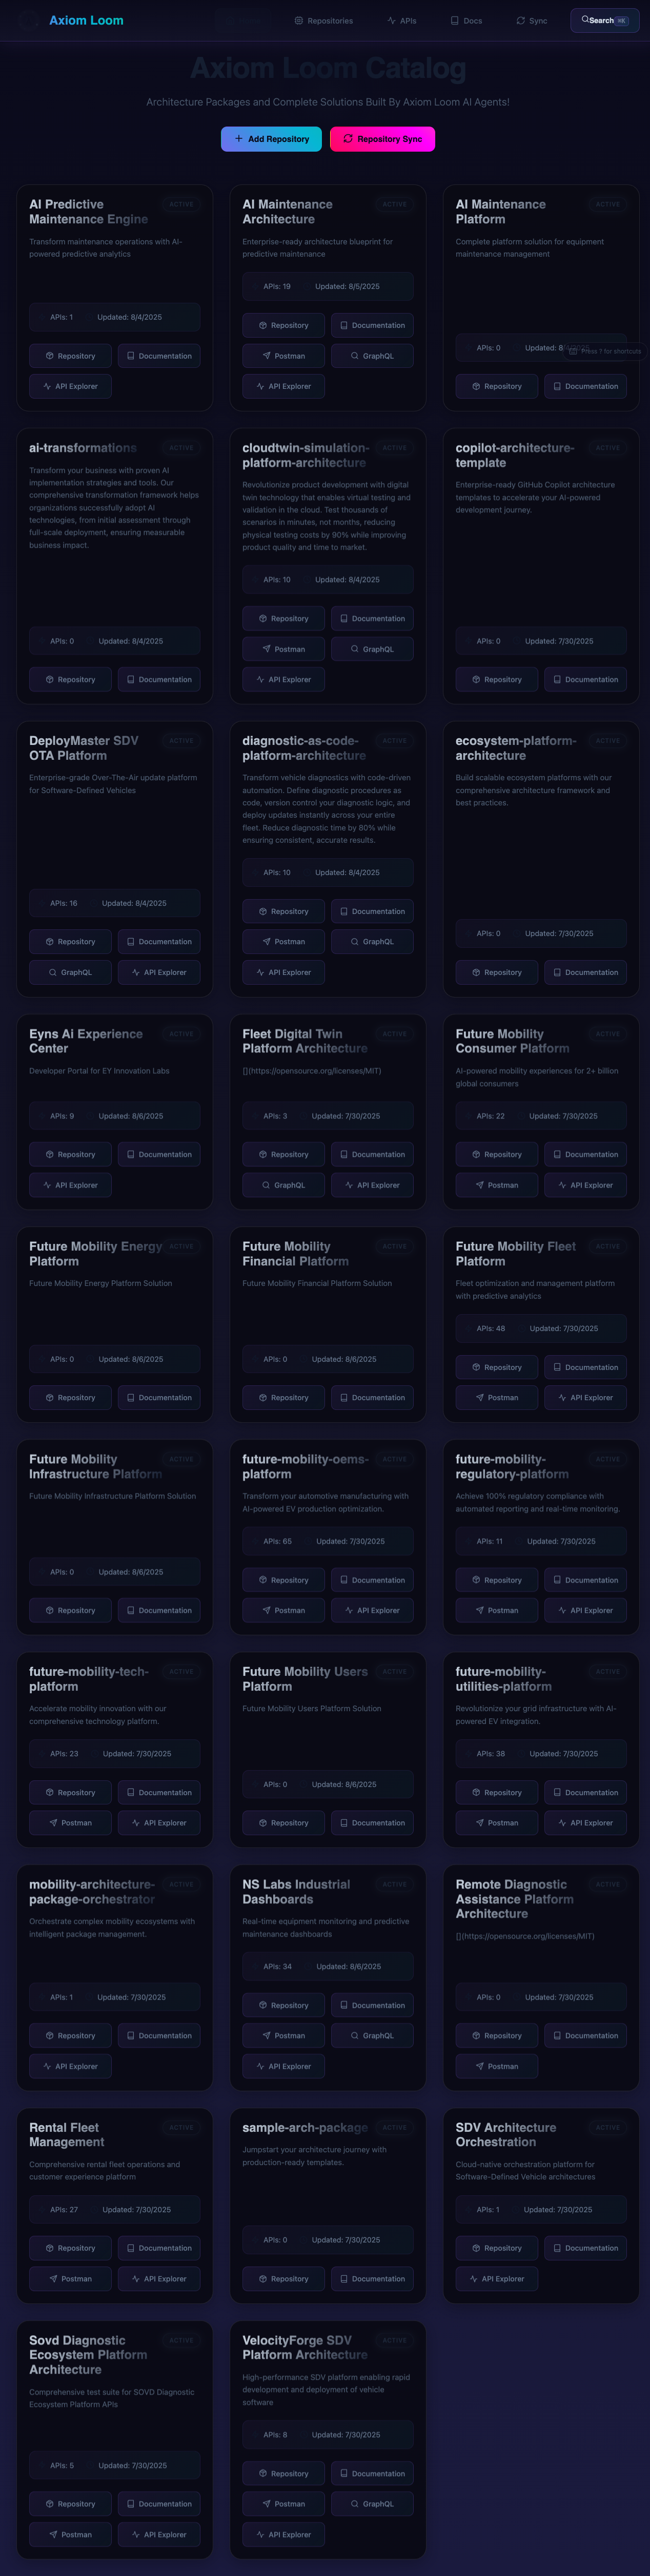 Axiom Loom
Repositories
APIs
Docs
Sync
Search ⌘K
Axiom Loom Catalog
Architecture Packages and Complete Solutions Built By Axiom Loom AI Agents!
Add Repository
Repository Sync
AI Predictive
Maintenance Engine
ACTIVE
Transform maintenance operations with AI-
powered predictive analytics
APIs: 1 Updated: 8/4/2025
Repository Documentation
API Explorer
AI Maintenance
Architecture
ACTIVE
Enterprise-ready architecture blueprint for
predictive maintenance
APIs: 19 Updated: 8/5/2025
Repository Documentation
Postman GraphQL
API Explorer
AI Maintenance
Platform
ACTIVE
Complete platform solution for equipment
maintenance management
APIs: 0 Updated:
Press ? for shortcuts
Repository Documentation
ai-transformations
ACTIVE
Transform your business with proven AI
implementation strategies and tools. Our
comprehensive transformation framework helps
organizations successfully adopt AI
technologies, from initial assessment through
full-scale deployment, ensuring measurable
business impact.
APIs: 0 Updated: 8/4/2025
Repository Documentation
cloudtwin-simulation-
platform-architecture
ACTIVE
Revolutionize product development with digital
twin technology that enables virtual testing and
validation in the cloud. Test thousands of
scenarios in minutes, not months, reducing
physical testing costs by 90% while improving
product quality and time to market.
APIs: 10 Updated: 8/4/2025
Repository Documentation
Postman GraphQL
API Explorer
copilot-architecture-
template
ACTIVE
Enterprise-ready GitHub Copilot architecture
templates to accelerate your AI-powered
development journey.
APIs: 0 Updated: 7/30/2025
Repository Documentation
DeployMaster SDV
OTA Platform
ACTIVE
Enterprise-grade Over-The-Air update platform
for Software-Defined Vehicles
APIs: 16 Updated: 8/4/2025
Repository Documentation
GraphQL API Explorer
diagnostic-as-code-
platform-architecture
ACTIVE
Transform vehicle diagnostics with code-driven
automation. Define diagnostic procedures as
code, version control your diagnostic logic, and
deploy updates instantly across your entire
fleet. Reduce diagnostic time by 80% while
ensuring consistent, accurate results.
APIs: 10 Updated: 8/4/2025
Repository Documentation
Postman GraphQL
API Explorer
ecosystem-platform-
architecture
ACTIVE
Build scalable ecosystem platforms with our
comprehensive architecture framework and
best practices.
APIs: 0 Updated: 7/30/2025
Repository Documentation
Eyns Ai Experience
Center
ACTIVE
Developer Portal for EY Innovation Labs
APIs: 9 Updated: 8/6/2025
Repository Documentation
API Explorer
Fleet Digital Twin
Platform Architecture
ACTIVE
[](https://opensource.org/licenses/MIT)
APIs: 3 Updated: 7/30/2025
Repository Documentation
GraphQL API Explorer
Future Mobility
Consumer Platform
ACTIVE
AI-powered mobility experiences for 2+ billion
global consumers
APIs: 22 Updated: 7/30/2025
Repository Documentation
Postman API Explorer
Future Mobility Energy
Platform
ACTIVE
Future Mobility Energy Platform Solution
APIs: 0 Updated: 8/6/2025
Repository Documentation
Future Mobility
Financial Platform
ACTIVE
Future Mobility Financial Platform Solution
APIs: 0 Updated: 8/6/2025
Repository Documentation
Future Mobility Fleet
Platform
ACTIVE
Fleet optimization and management platform
with predictive analytics
APIs: 48 Updated: 7/30/2025
Repository Documentation
Postman API Explorer
Future Mobility
Infrastructure Platform
ACTIVE
Future Mobility Infrastructure Platform Solution
APIs: 0 Updated: 8/6/2025
Repository Documentation
future-mobility-oems-
platform
ACTIVE
Transform your automotive manufacturing with
AI-powered EV production optimization.
APIs: 65 Updated: 7/30/2025
Repository Documentation
Postman API Explorer
future-mobility-
regulatory-platform
ACTIVE
Achieve 100% regulatory compliance with
automated reporting and real-time monitoring.
APIs: 11 Updated: 7/30/2025
Repository Documentation
Postman API Explorer
future-mobility-tech-
platform
ACTIVE
Accelerate mobility innovation with our
comprehensive technology platform.
APIs: 23 Updated: 7/30/2025
Repository Documentation
Postman API Explorer
Future Mobility Users
Platform
ACTIVE
Future Mobility Users Platform Solution
APIs: 0 Updated: 8/6/2025
Repository Documentation
future-mobility-
utilities-platform
ACTIVE
Revolutionize your grid infrastructure with AI-
powered EV integration.
APIs: 38 Updated: 7/30/2025
Repository Documentation
Postman API Explorer
mobility-architecture-
package-orchestrator
ACTIVE
Orchestrate complex mobility ecosystems with
intelligent package management.
APIs: 1 Updated: 7/30/2025
Repository Documentation
API Explorer
NS Labs Industrial
Dashboards
ACTIVE
Real-time equipment monitoring and predictive
maintenance dashboards
APIs: 34 Updated: 8/6/2025
Repository Documentation
Postman GraphQL
API Explorer
Remote Diagnostic
Assistance Platform
Architecture
ACTIVE
[](https://opensource.org/licenses/MIT)
APIs: 0 Updated: 7/30/2025
Repository Documentation
Postman
Rental Fleet
Management
ACTIVE
Comprehensive rental fleet operations and
customer experience platform
APIs: 27 Updated: 7/30/2025
Repository Documentation
Postman API Explorer
sample-arch-package
ACTIVE
Jumpstart your architecture journey with
production-ready templates.
APIs: 0 Updated: 7/30/2025
Repository Documentation
SDV Architecture
Orchestration
ACTIVE
Cloud-native orchestration platform for
Software-Defined Vehicle architectures
APIs: 1 Updated: 7/30/2025
Repository Documentation
API Explorer
Sovd Diagnostic
Ecosystem Platform
Architecture
ACTIVE
Comprehensive test suite for SOVD Diagnostic
Ecosystem Platform APIs
APIs: 5 Updated: 7/30/2025
Repository Documentation
Postman API Explorer
VelocityForge SDV
Platform Architecture
ACTIVE
High-performance SDV platform enabling rapid
development and deployment of vehicle
software
APIs: 8 Updated: 7/30/2025
Repository Documentation
Postman GraphQL
API Explorer